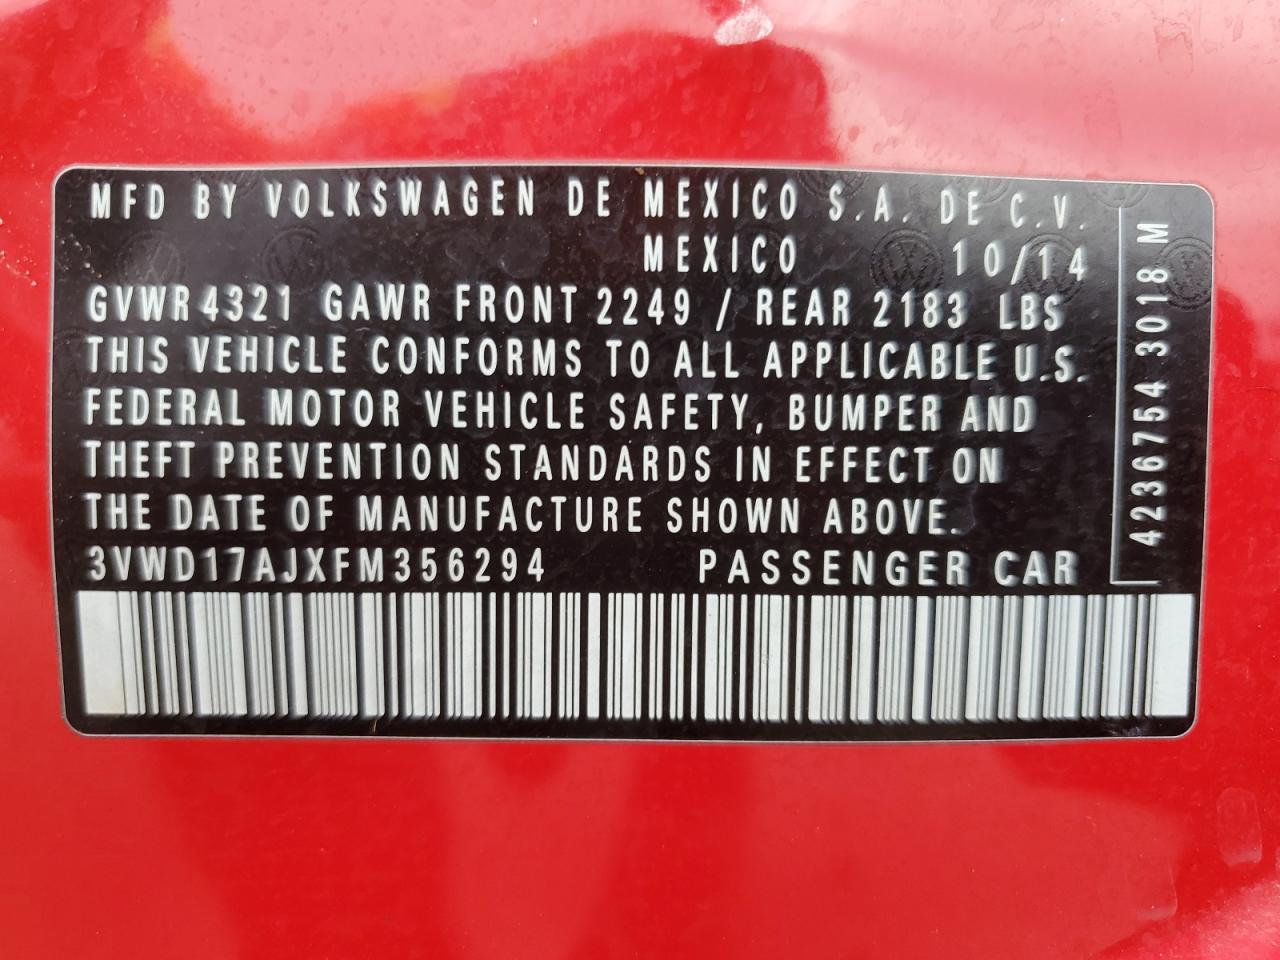 MFD BY VOLKSWAGEN DE MEXICO S.A. DE C.V.
MEXICO 10/14
GVWR 4321 GAWR FRONT 2249 / REAR 2183 LBS
THIS VEHICLE CONFORMS TO ALL APPLICABLE U.S.
FEDERAL MOTOR VEHICLE SAFETY, BUMPER AND
THEFT PREVENTION STANDARDS IN EFFECT ON
THE DATE OF MANUFACTURE SHOWN ABOVE.
3VWD17AJXFM356294 PASSENGER CAR
4236754 3018 M